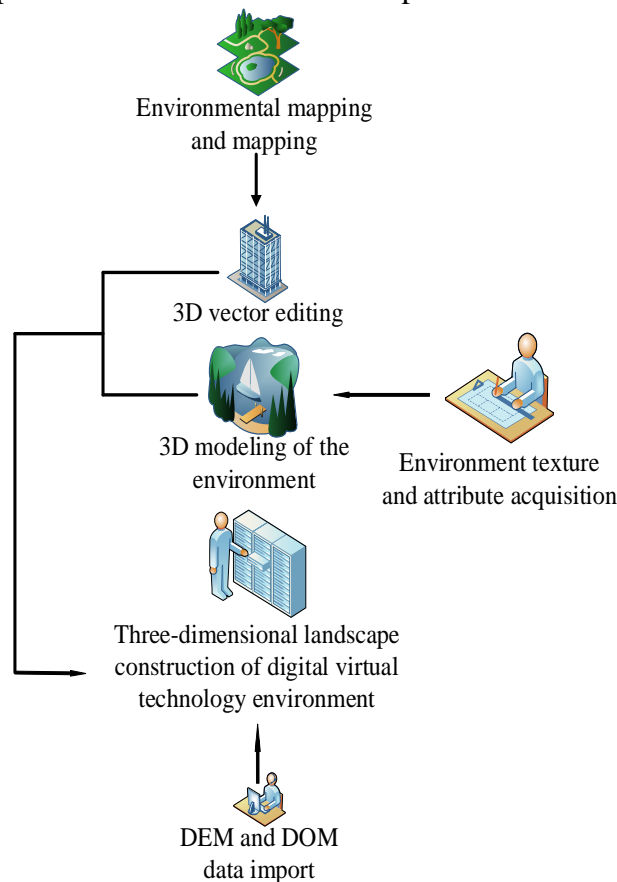 Environmental mapping
and mapping
3D vector editing
3D modeling of the
environment
Environment texture
and attribute acquisition
Three-dimensional landscape
construction of digital virtual
technology environment
DEM and DOM
data import